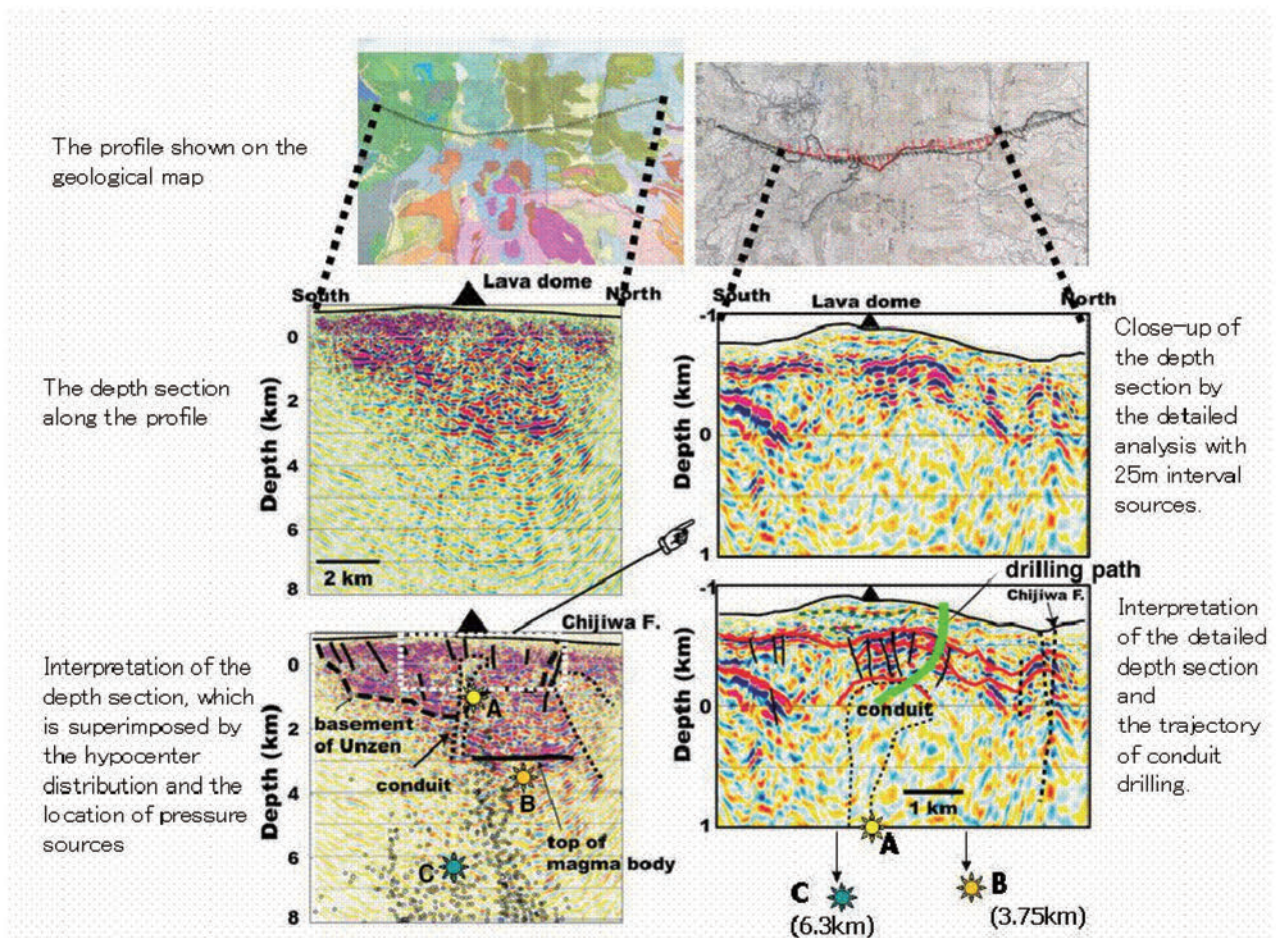 The profile shown on the
geological map
South
Lava dome
North
0
2
4
6
8
Depth (km)
2 km
The depth section
along the profile
South
Lava dome
North
-1
0
1
Depth (km)
Close-up of
the depth
section by
the detailed
analysis with
25m interval
sources.
Chijiwa F.
0
2
4
6
8
Depth (km)
A
basement
of Unzen
conduit
B
top of
magma body
C
Interpretation of the
depth section, which
is superimposed by
the hypocenter
distribution and the
location of pressure
sources
drilling path
Chijiwa F.
-1
0
1
Depth (km)
conduit
1 km
A
C
(6.3km)
B
(3.75km)
Interpretation
of the detailed
depth section
and
the trajectory
of conduit
drilling.